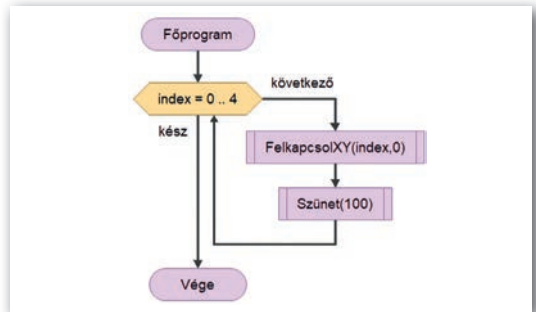 Főprogram
index = 0 .. 4
következő
kész
FelkapcsolXY(index,0)
Szünet(100)
Vége